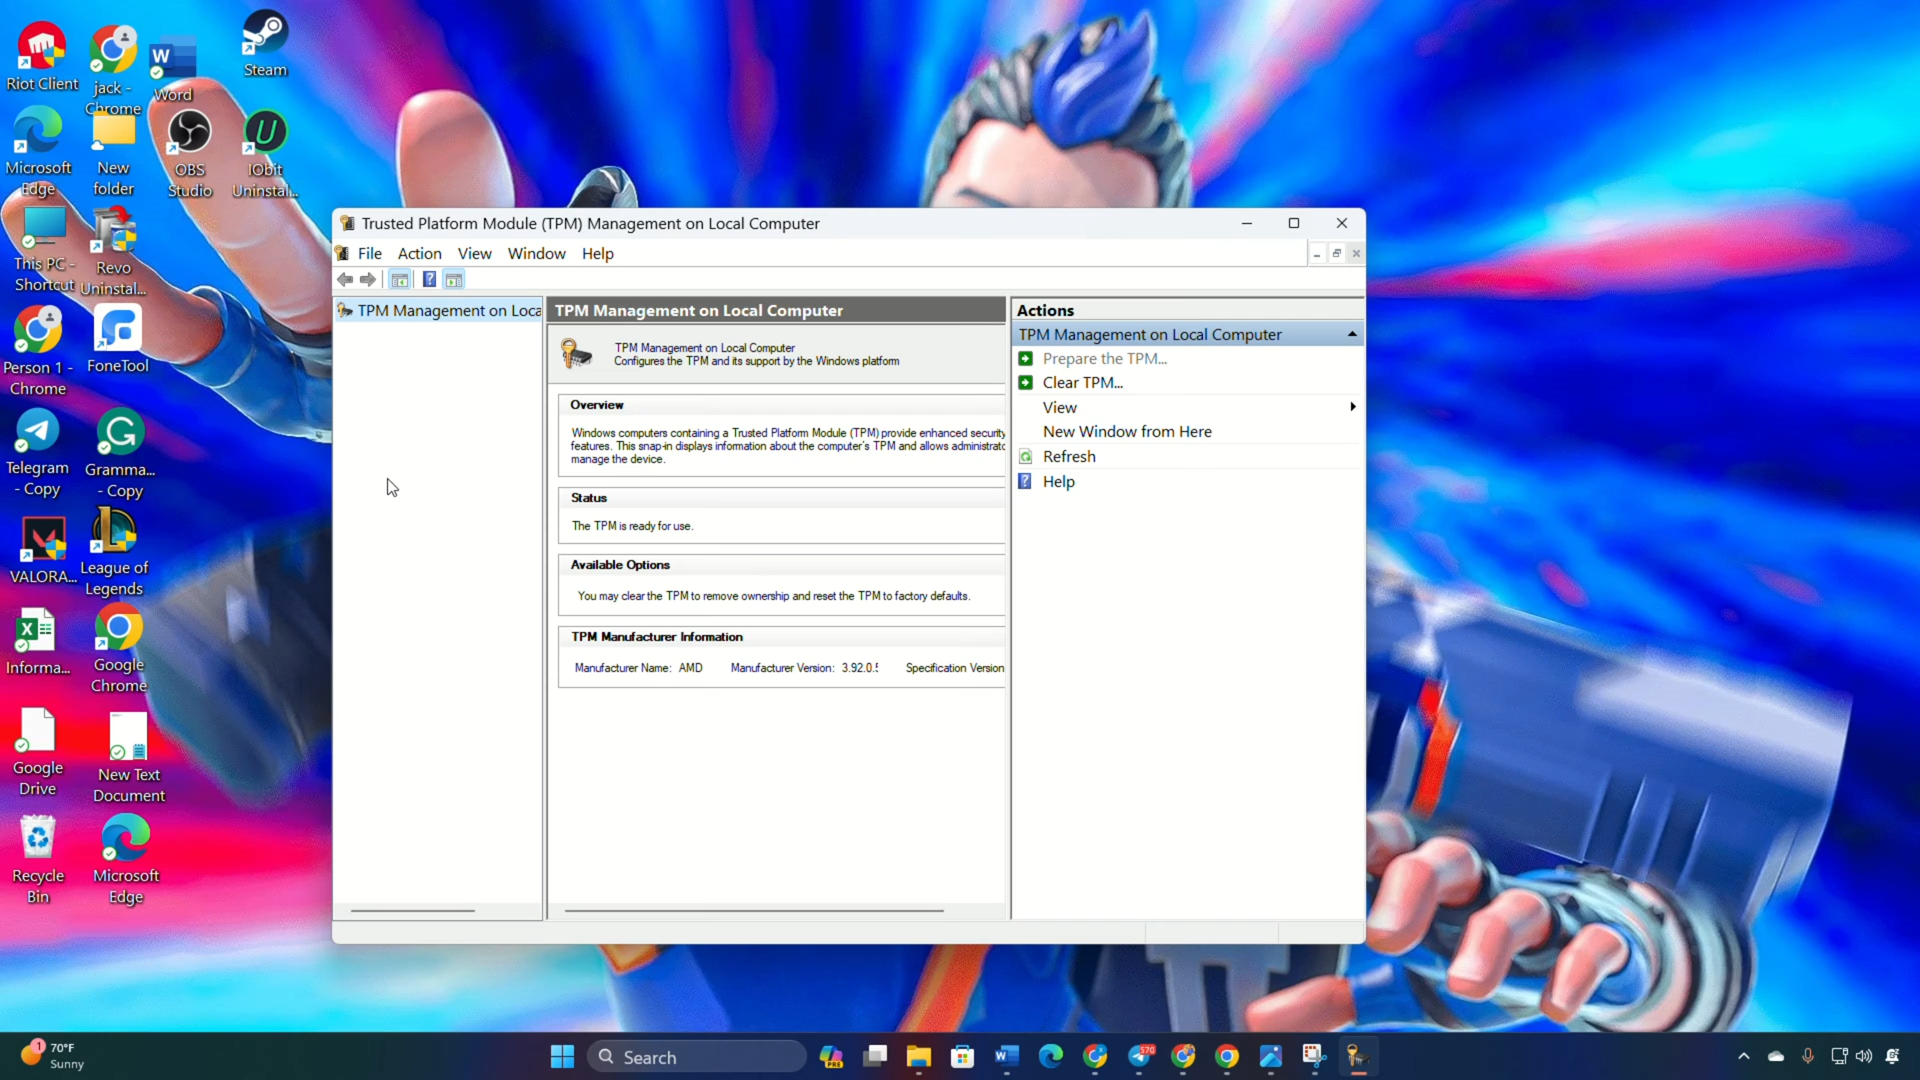 Riot Client
jack -
Chrome
Word
Steam
Microsoft
Edge
New
folder
OBS
Studio
IObit
Uninstal...
This PC -
Shortcut
Revo
Uninstal...
Person 1 -
Chrome
FoneTool
Telegram
- Copy
Gramma...
- Copy
VALORA...
League of
Legends
Informa...
Google
Chrome
Google
Drive
New Text
Document
Recycle
Bin
Microsoft
Edge
Trusted Platform Module (TPM) Management on Local Computer
File Action View Window Help
TPM Management on Loca
TPM Management on Local Computer
TPM Management on Local Computer
Configures the TPM and its support by the Windows platform
Overview
Windows computers containing a Trusted Platform Module (TPM) provide enhanced security
features. This snap-in displays information about the computer's TPM and allows administratc
manage the device.
Status
The TPM is ready for use.
Available Options
You may clear the TPM to remove ownership and reset the TPM to factory defaults.
TPM Manufacturer Information
Manufacturer Name: AMD Manufacturer Version: 3.92.0.5 Specification Version
Actions
TPM Management on Local Computer
Prepare the TPM...
Clear TPM...
View
New Window from Here
Refresh
Help
1
70°F
Sunny
Search
PRE
570